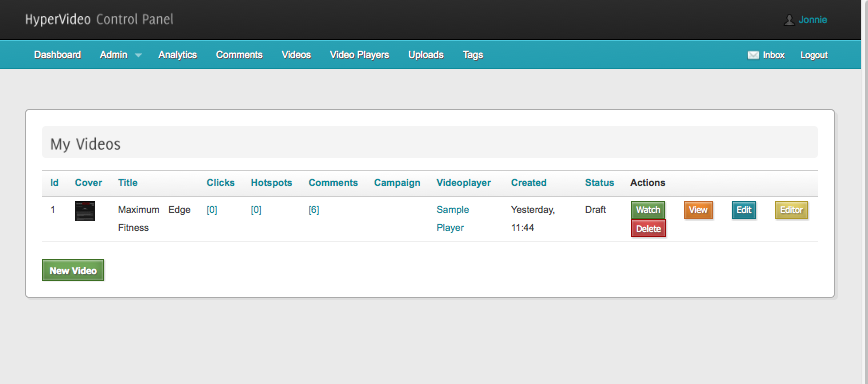 HyperVideo Control Panel
Jonnie
Dashboard Admin Analytics Comments Videos Video Players Uploads Tags Inbox Logout
My Videos
Id Cover Title Clicks Hotspots Comments Campaign Videoplayer Created Status Actions
1 Maximum Edge [0] [0] [6] Sample Yesterday, Draft Watch View Edit Editor
Fitness Player 11:44 Delete
New Video